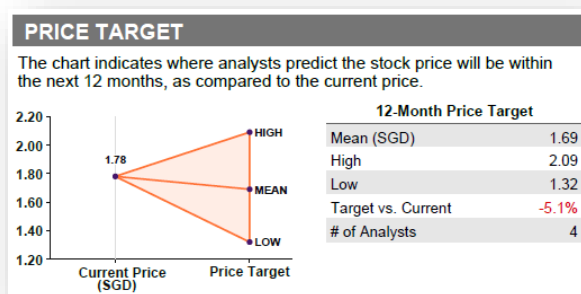 PRICE TARGET
The chart indicates where analysts predict the stock price will be within
the next 12 months, as compared to the current price.
2.20
2.00
1.80
1.60
1.40
1.20
1.78
HIGH
MEAN
LOW
Current Price
(SGD)
Price Target
12-Month Price Target
Mean (SGD) 1.69
High 2.09
Low 1.32
Target vs. Current -5.1%
# of Analysts 4